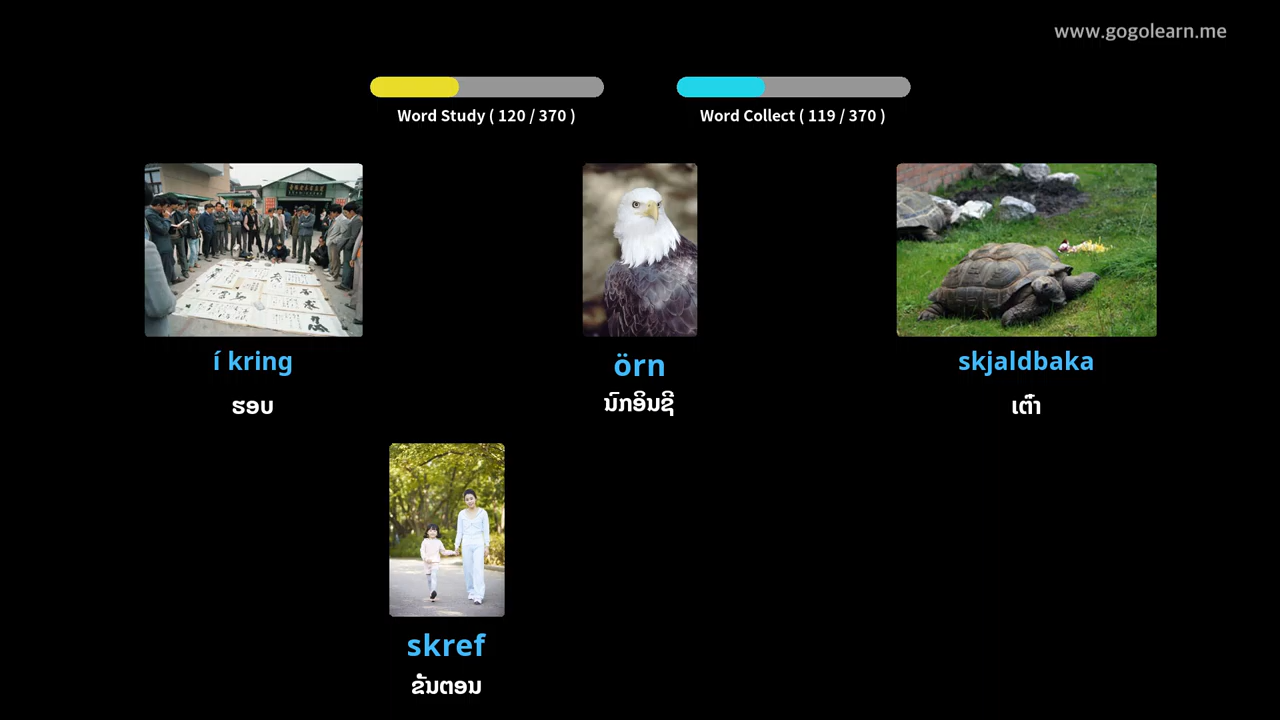 www.gogolearn.me
Word Study ( 120 / 370 )
Word Collect ( 119 / 370 )
í kring
ຮອບ
örn
ນົກອິນຊີ
skjaldbaka
ເຕົ່າ
skref
ຂັ້ນຕອນ